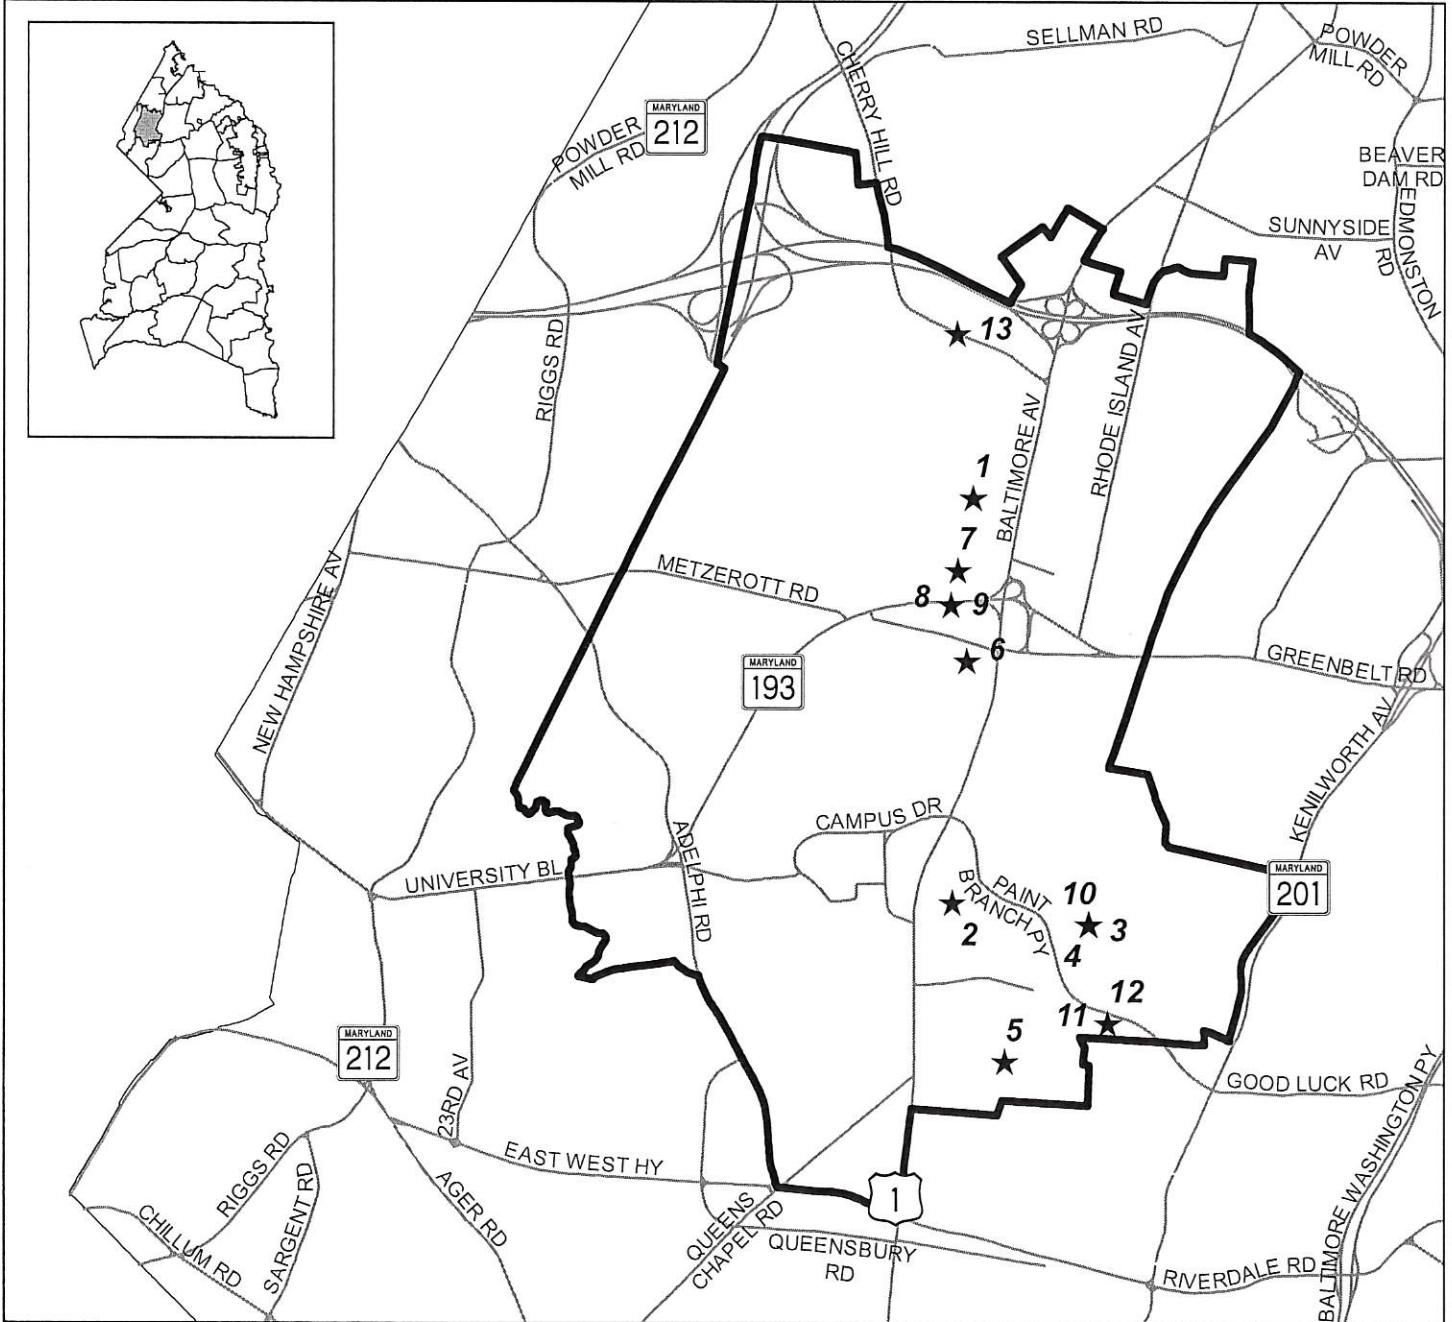 SELLMAN RD
POWDER
MILL RD
CHERRY HILL RD
MARYLAND
212
POWDER
MILL RD
BEAVER
DAM RD
EDMONSTON
RD
SUNNYSIDE
AV
RIGGS RD
13
RHODE ISLAND AV
BALTIMORE AV
1
7
METZEROTT RD
8
9
NEW HAMPSHIRE AV
6
GREENBELT RD
MARYLAND
193
KENILWORTH AV
CAMPUS DR
ADELPHI RD
UNIVERSITY BL
PAINT
BRANCH PY
10
3
4
MARYLAND
201
2
12
11
5
MARYLAND
212
23RD AV
GOOD LUCK RD
BALTIMORE WASHINGTON PY
EAST WEST HY
RIGGS RD
SARGENT RD
AGER RD
CHILLUM RD
QUEENS
CHAPEL RD
1
QUEENSBURY
RD
RIVERDALE RD